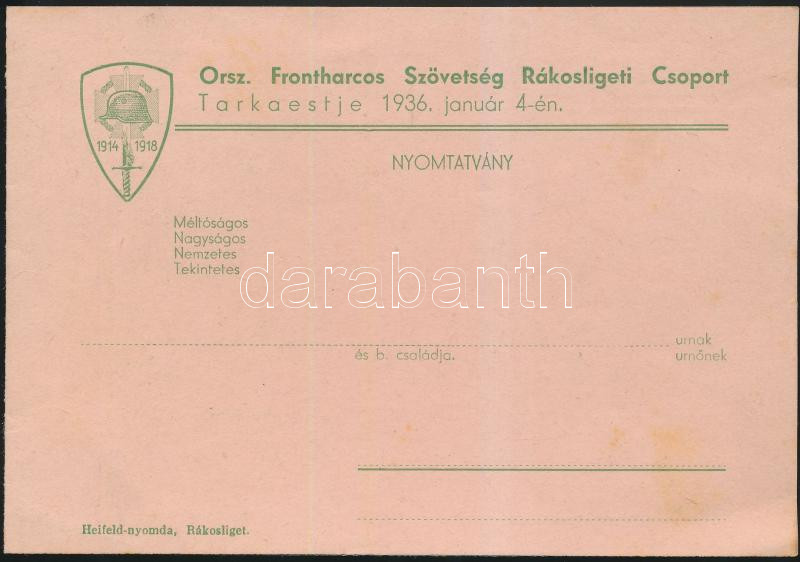 Orsz. Frontharcos Szövetség Rákosligeti Csoport
Tarkaestje 1936. január 4-én.
1914 1918
NYOMTATVÁNY
Méltóságos
Nagyságos
Nemzetes
Tekintetes
darabanth
urnak
és b. családja.
urnőnek
Heifeld-nyomda, Rákosliget.